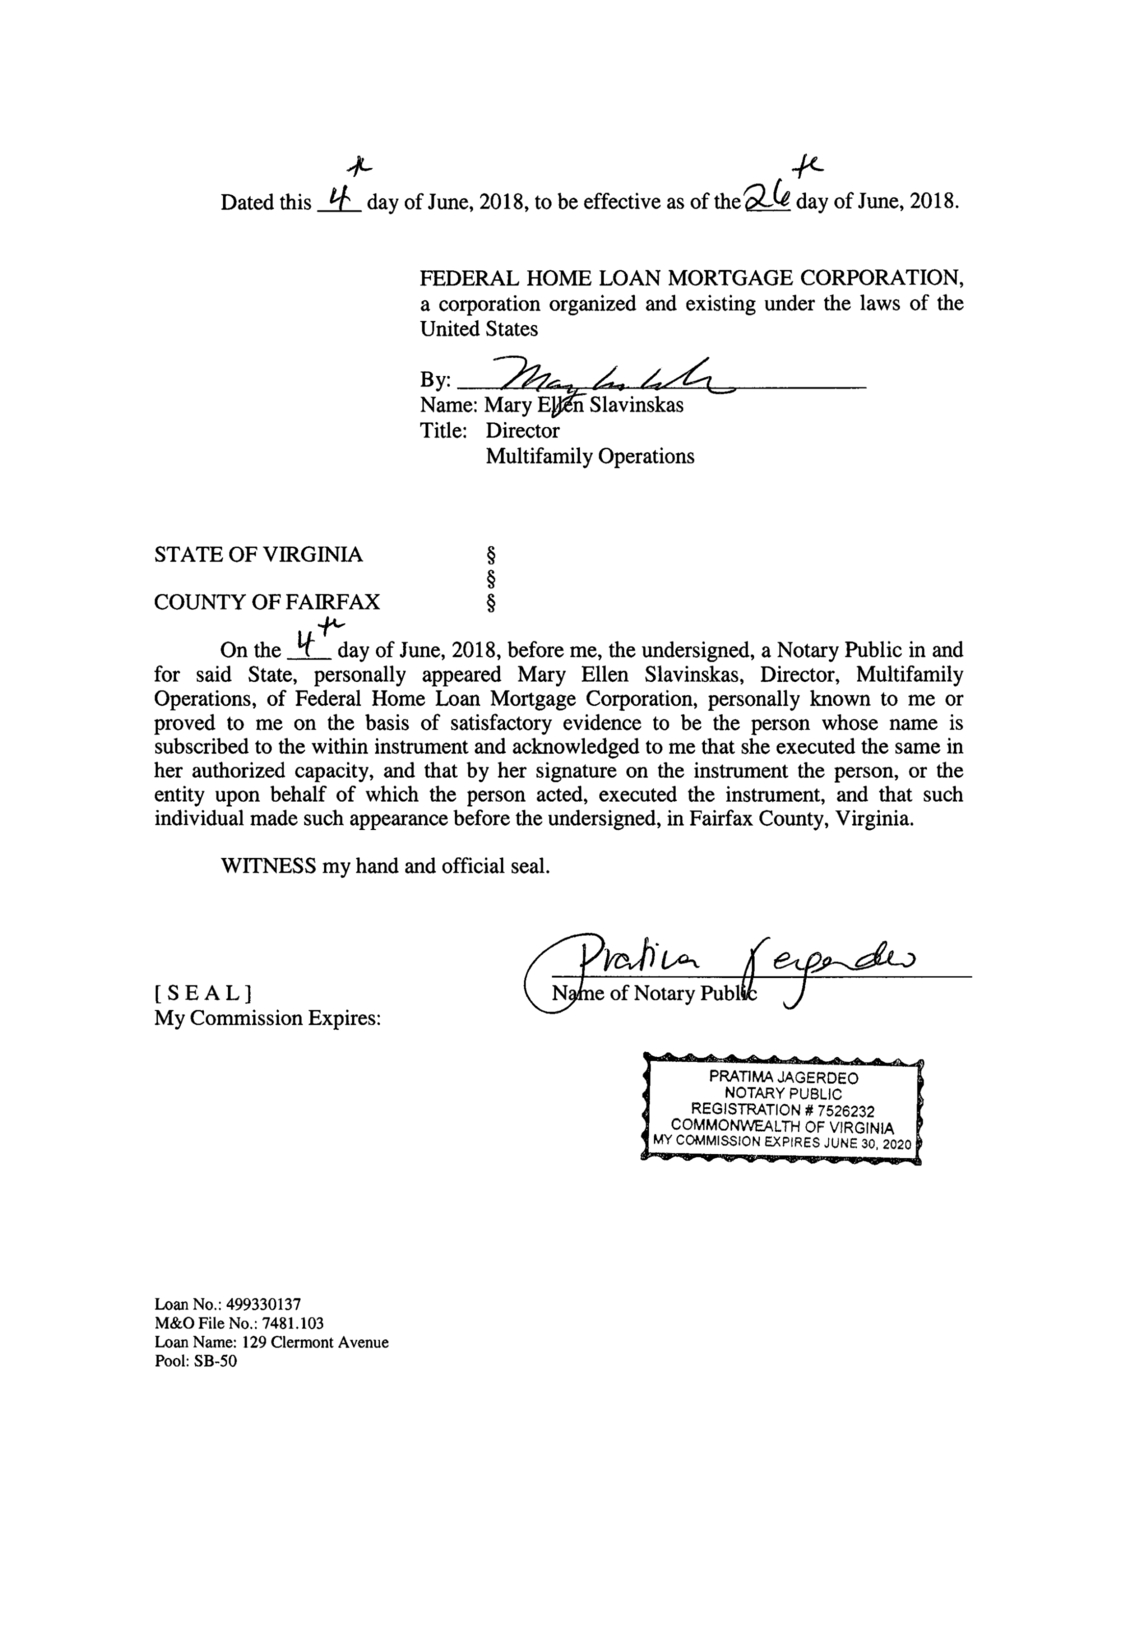 Dated this 4th day of June, 2018, to be effective as of the 26th day of June, 2018.
FEDERAL HOME LOAN MORTGAGE CORPORATION,
a corporation organized and existing under the laws of the
United States
By:
Name: Mary Ellen Slavinskas
Title: Director
Multifamily Operations
STATE OF VIRGINIA §
§
COUNTY OF FAIRFAX §
On the 4th day of June, 2018, before me, the undersigned, a Notary Public in and
for said State, personally appeared Mary Ellen Slavinskas, Director, Multifamily
Operations, of Federal Home Loan Mortgage Corporation, personally known to me or
proved to me on the basis of satisfactory evidence to be the person whose name is
subscribed to the within instrument and acknowledged to me that she executed the same in
her authorized capacity, and that by her signature on the instrument the person, or the
entity upon behalf of which the person acted, executed the instrument, and that such
individual made such appearance before the undersigned, in Fairfax County, Virginia.
WITNESS my hand and official seal.
[ S E A L ]
Name of Notary Public
My Commission Expires:
PRATIMA JAGERDEO
NOTARY PUBLIC
REGISTRATION # 7526232
COMMONWEALTH OF VIRGINIA
MY COMMISSION EXPIRES JUNE 30, 2020
Loan No.: 499330137
M&O File No.: 7481.103
Loan Name: 129 Clermont Avenue
Pool: SB-50